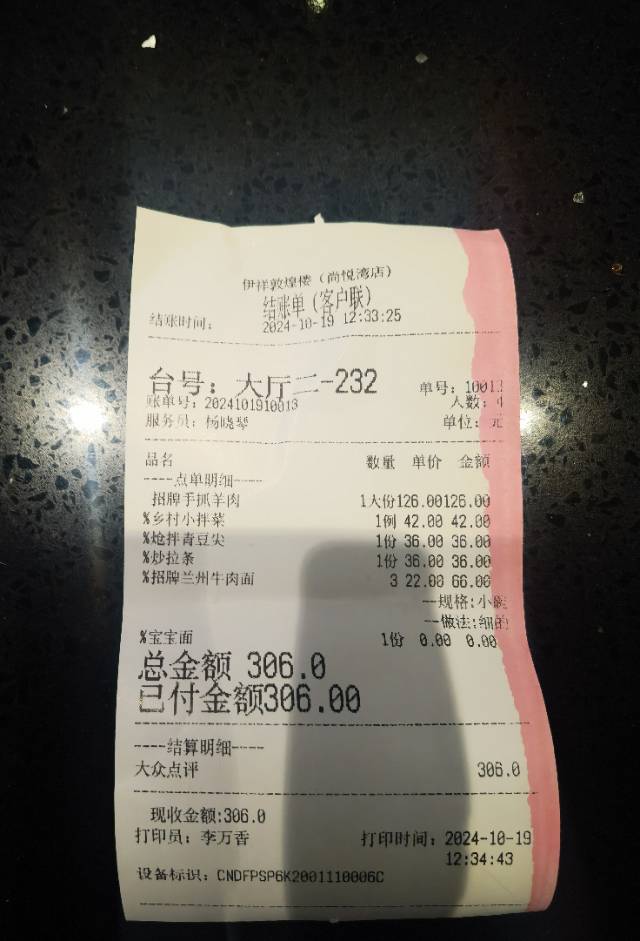 伊祥敦煌楼（尚悦湾店）
结账单（客户联）
结账时间： 2024-10-19 12:33:25
台号：大厅二-232
单号：10013
账单号：2024101910013 人数：4
服务员：杨晓琴 单位：元
品名 数量 单价 金额
----点单明细----
招牌手抓羊肉 1大份126.00126.00
%乡村小拌菜 1例 42.00 42.00
%炝拌青豆尖 1份 36.00 36.00
%炒拉条 1份 36.00 36.00
%招牌兰州牛肉面 3 22.00 66.00
--规格:小碗
--做法:细的
%宝宝面 1份 0.00 0.00
总金额 306.0
已付金额306.00
----结算明细----
大众点评 306.0
现收金额:306.0
打印员：李万香 打印时间：2024-10-19
12:34:43
设备标识：CNDFPSP6K2001110006C